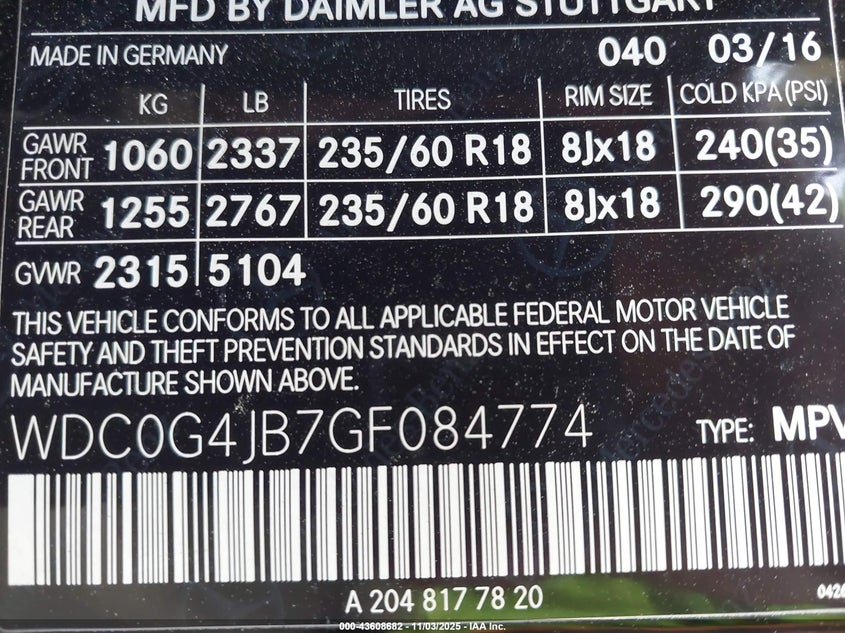 MFD BY DAIMLER AG STUTTGART
MADE IN GERMANY 040 03/16
KG LB TIRES RIM SIZE COLD KPA (PSI)
GAWR FRONT 1060 2337 235/60 R18 8Jx18 240(35)
GAWR REAR 1255 2767 235/60 R18 8Jx18 290(42)
GVWR 2315 5104
THIS VEHICLE CONFORMS TO ALL APPLICABLE FEDERAL MOTOR VEHICLE
SAFETY AND THEFT PREVENTION STANDARDS IN EFFECT ON THE DATE OF
MANUFACTURE SHOWN ABOVE.
WDC0G4JB7GF084774 TYPE: MPV
A 204 817 78 20 0426
000-43608682 - 11/03/2025 - IAA Inc.